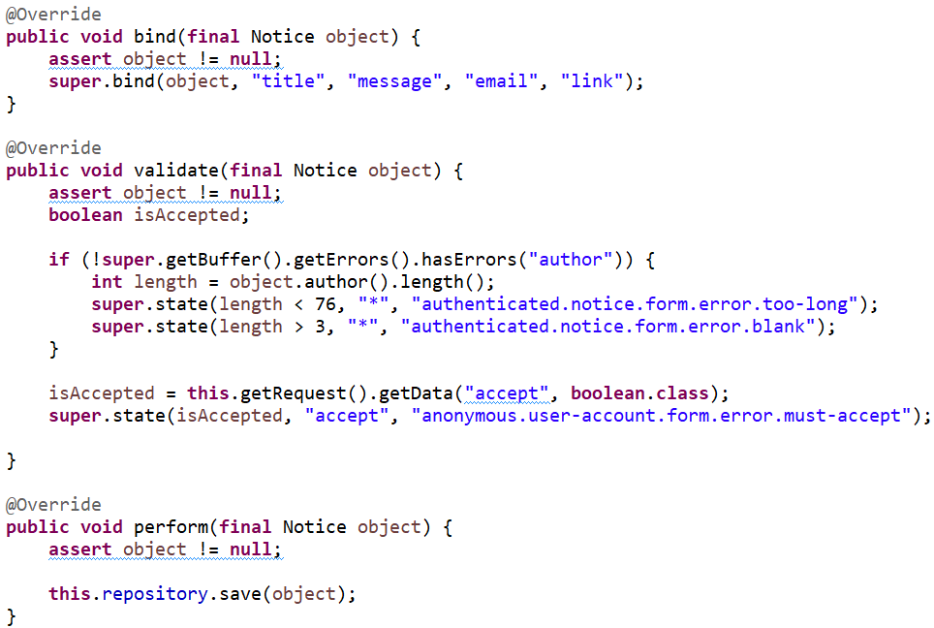 @Override
public void bind(final Notice object) {
    assert object != null;
    super.bind(object, "title", "message", "email", "link");
}

@Override
public void validate(final Notice object) {
    assert object != null;
    boolean isAccepted;

    if (!super.getBuffer().getErrors().hasErrors("author")) {
        int length = object.author().length();
        super.state(length < 76, "*", "authenticated.notice.form.error.too-long");
        super.state(length > 3, "*", "authenticated.notice.form.error.blank");
    }

    isAccepted = this.getRequest().getData("accept", boolean.class);
    super.state(isAccepted, "accept", "anonymous.user-account.form.error.must-accept");

}

@Override
public void perform(final Notice object) {
    assert object != null;

    this.repository.save(object);
}